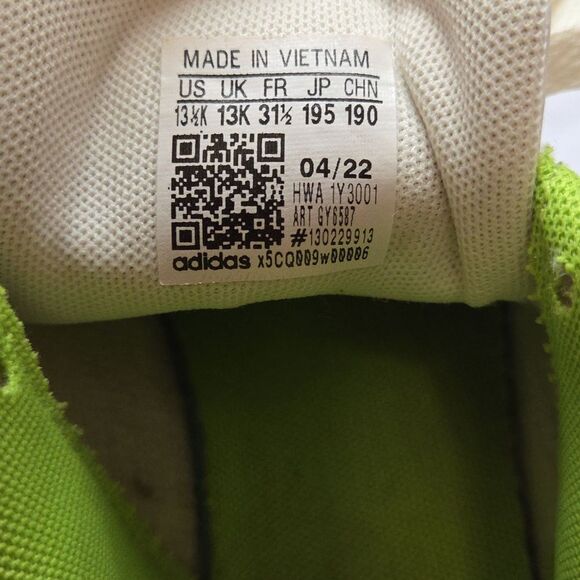 MADE IN VIETNAM
US UK FR JP CHN
13½K 13K 31½ 195 190
04/22
HWA 1Y3001
ART GY6587
#130229913
adidas x5CQ009w00006